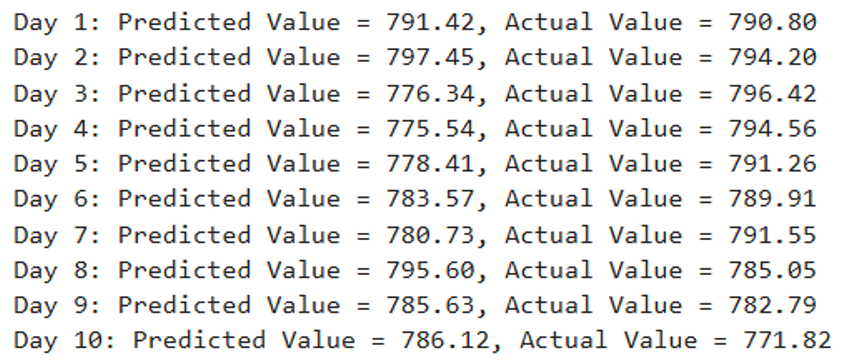 Day 1: Predicted Value = 791.42, Actual Value = 790.80
Day 2: Predicted Value = 797.45, Actual Value = 794.20
Day 3: Predicted Value = 776.34, Actual Value = 796.42
Day 4: Predicted Value = 775.54, Actual Value = 794.56
Day 5: Predicted Value = 778.41, Actual Value = 791.26
Day 6: Predicted Value = 783.57, Actual Value = 789.91
Day 7: Predicted Value = 780.73, Actual Value = 791.55
Day 8: Predicted Value = 795.60, Actual Value = 785.05
Day 9: Predicted Value = 785.63, Actual Value = 782.79
Day 10: Predicted Value = 786.12, Actual Value = 771.82